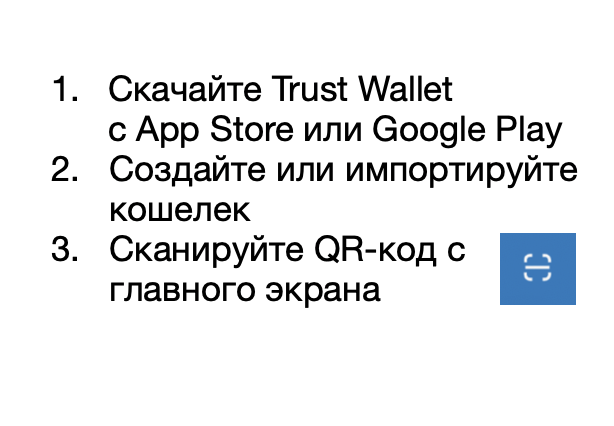 1. Скачайте Trust Wallet
с App Store или Google Play
2. Создайте или импортируйте
кошелек
3. Сканируйте QR-код с
главного экрана